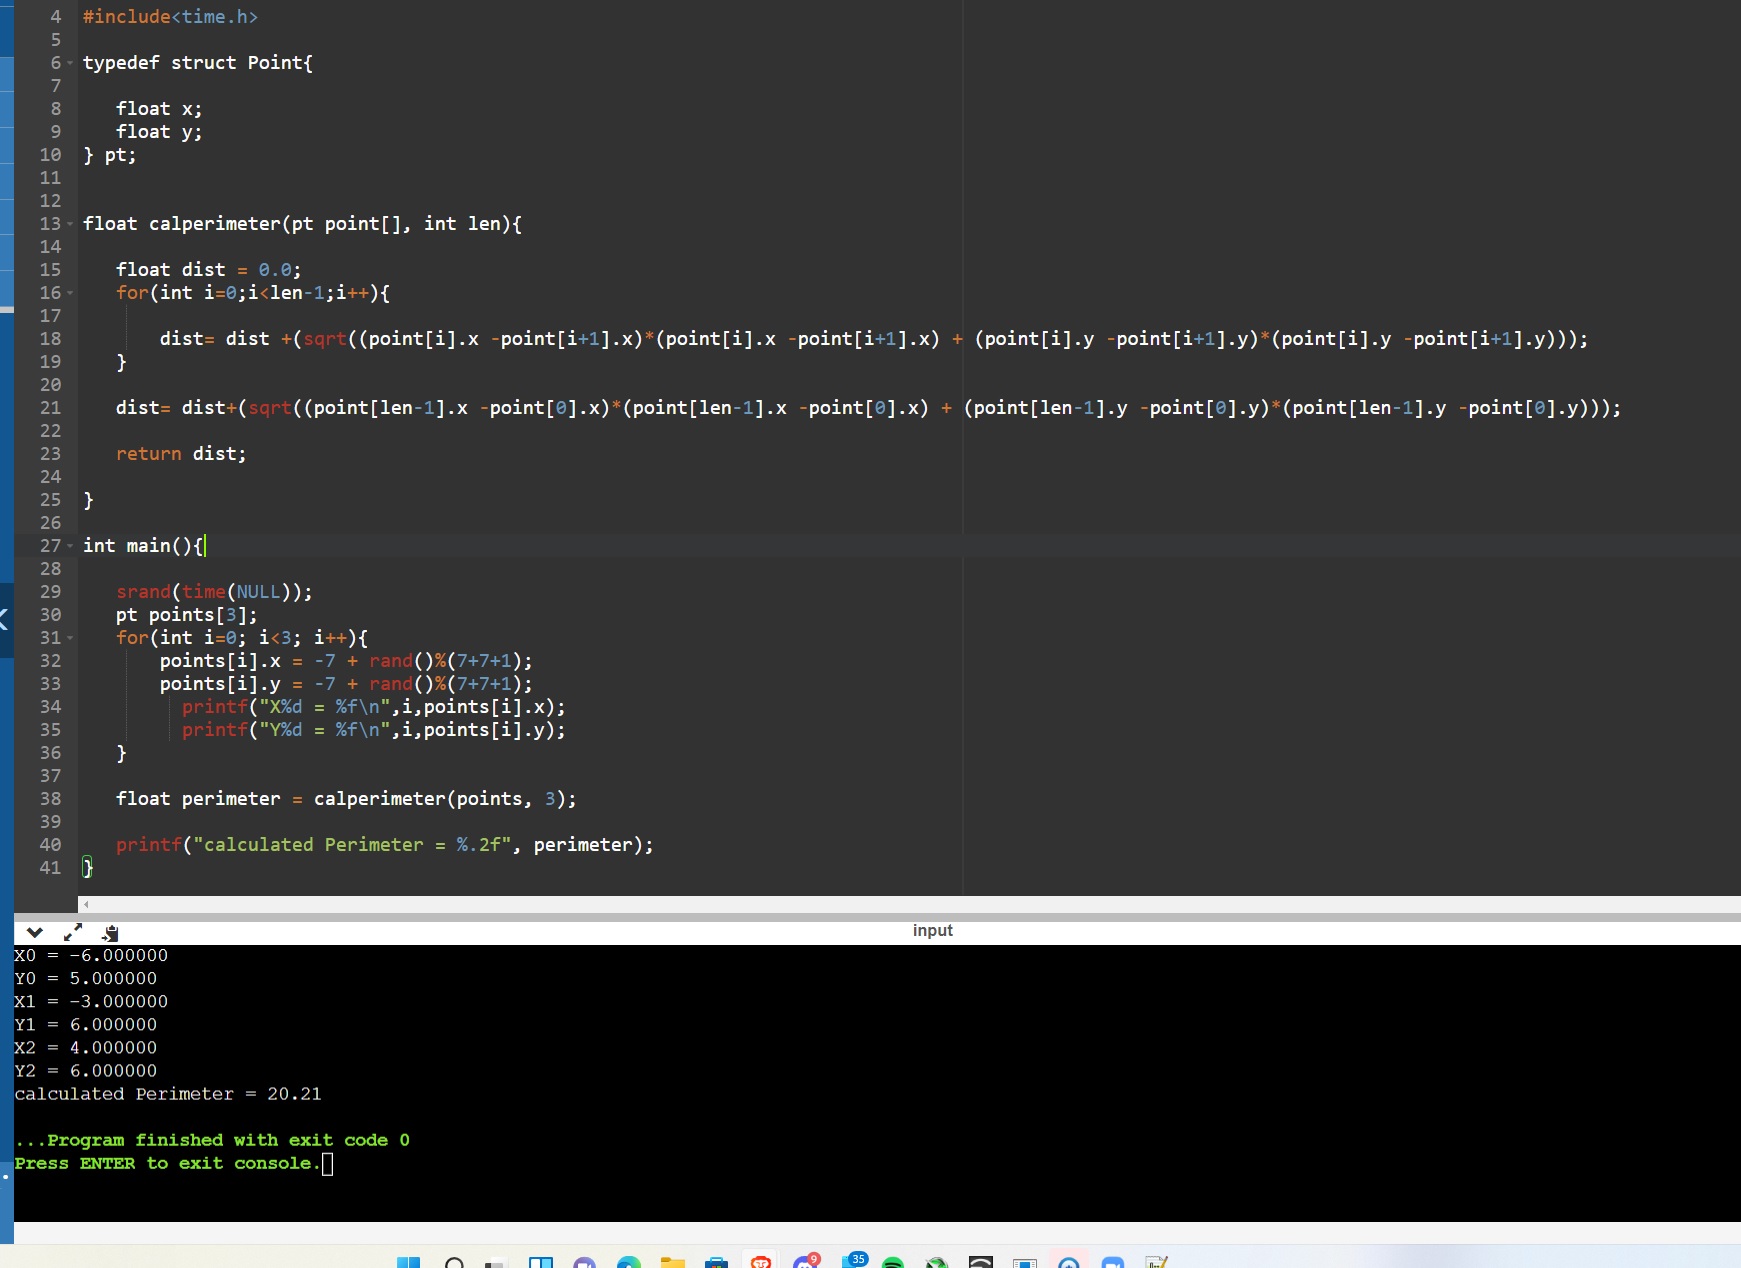 4 #include<time.h>
5
6 typedef struct Point{
7
8 float x;
9 float y;
10 } pt;
11
12
13 float calperimeter(pt point[], int len){
14
15 float dist = 0.0;
16 for(int i=0;i<len-1;i++){
17
18 dist= dist +(sqrt((point[i].x -point[i+1].x)*(point[i].x -point[i+1].x) + (point[i].y -point[i+1].y)*(point[i].y -point[i+1].y)));
19 }
20
21 dist= dist+(sqrt((point[len-1].x -point[0].x)*(point[len-1].x -point[0].x) + (point[len-1].y -point[0].y)*(point[len-1].y -point[0].y)));
22
23 return dist;
24
25 }
26
27 int main(){
28
29 srand(time(NULL));
30 pt points[3];
31 for(int i=0; i<3; i++){
32 points[i].x = -7 + rand()%(7+7+1);
33 points[i].y = -7 + rand()%(7+7+1);
34 printf("X%d = %f\n",i,points[i].x);
35 printf("Y%d = %f\n",i,points[i].y);
36 }
37
38 float perimeter = calperimeter(points, 3);
39
40 printf("calculated Perimeter = %.2f", perimeter);
41 }
input
X0 = -6.000000
Y0 = 5.000000
X1 = -3.000000
Y1 = 6.000000
X2 = 4.000000
Y2 = 6.000000
calculated Perimeter = 20.21
...Program finished with exit code 0
Press ENTER to exit console.
9
35